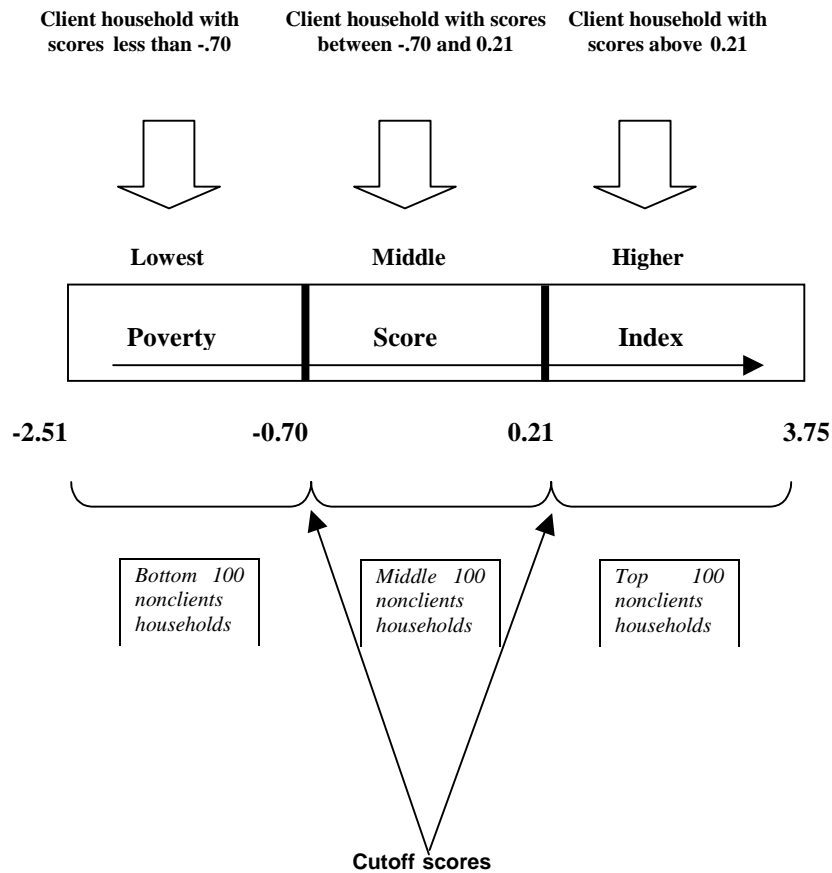 Client household with
scores less than -.70
Client household with scores
between -.70 and 0.21
Client household with
scores above 0.21
Lowest
Middle
Higher
Poverty
Score
Index
-2.51
-0.70
0.21
3.75
Bottom 100
nonclients
households
Middle 100
nonclients
households
Top 100
nonclients
households
Cutoff scores